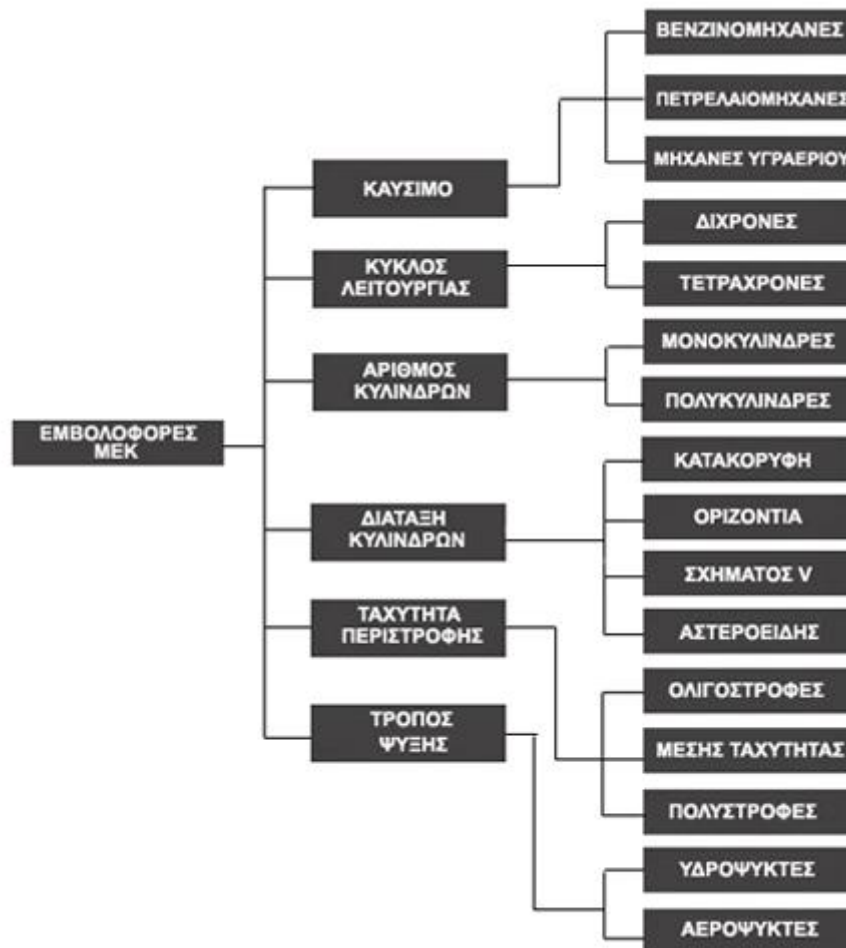 ΕΜΒΟΛΟΦΟΡΕΣ
ΜΕΚ
ΚΑΥΣΙΜΟ
ΒΕΝΖΙΝΟΜΗΧΑΝΕΣ
ΠΕΤΡΕΛΑΙΟΜΗΧΑΝΕΣ
ΜΗΧΑΝΕΣ ΥΓΡΑΕΡΙΟΥ
ΚΥΚΛΟΣ
ΛΕΙΤΟΥΡΓΙΑΣ
ΔΙΧΡΟΝΕΣ
ΤΕΤΡΑΧΡΟΝΕΣ
ΑΡΙΘΜΟΣ
ΚΥΛΙΝΔΡΩΝ
ΜΟΝΟΚΥΛΙΝΔΡΕΣ
ΠΟΛΥΚΥΛΙΝΔΡΕΣ
ΔΙΑΤΑΞΗ
ΚΥΛΙΝΔΡΩΝ
ΚΑΤΑΚΟΡΥΦΗ
ΟΡΙΖΟΝΤΙΑ
ΣΧΗΜΑΤΟΣ V
ΑΣΤΕΡΟΕΙΔΗΣ
ΤΑΧΥΤΗΤΑ
ΠΕΡΙΣΤΡΟΦΗΣ
ΟΛΙΓΟΣΤΡΟΦΕΣ
ΜΕΣΗΣ ΤΑΧΥΤΗΤΑΣ
ΠΟΛΥΣΤΡΟΦΕΣ
ΤΡΟΠΟΣ
ΨΥΞΗΣ
ΥΔΡΟΨΥΚΤΕΣ
ΑΕΡΟΨΥΚΤΕΣ